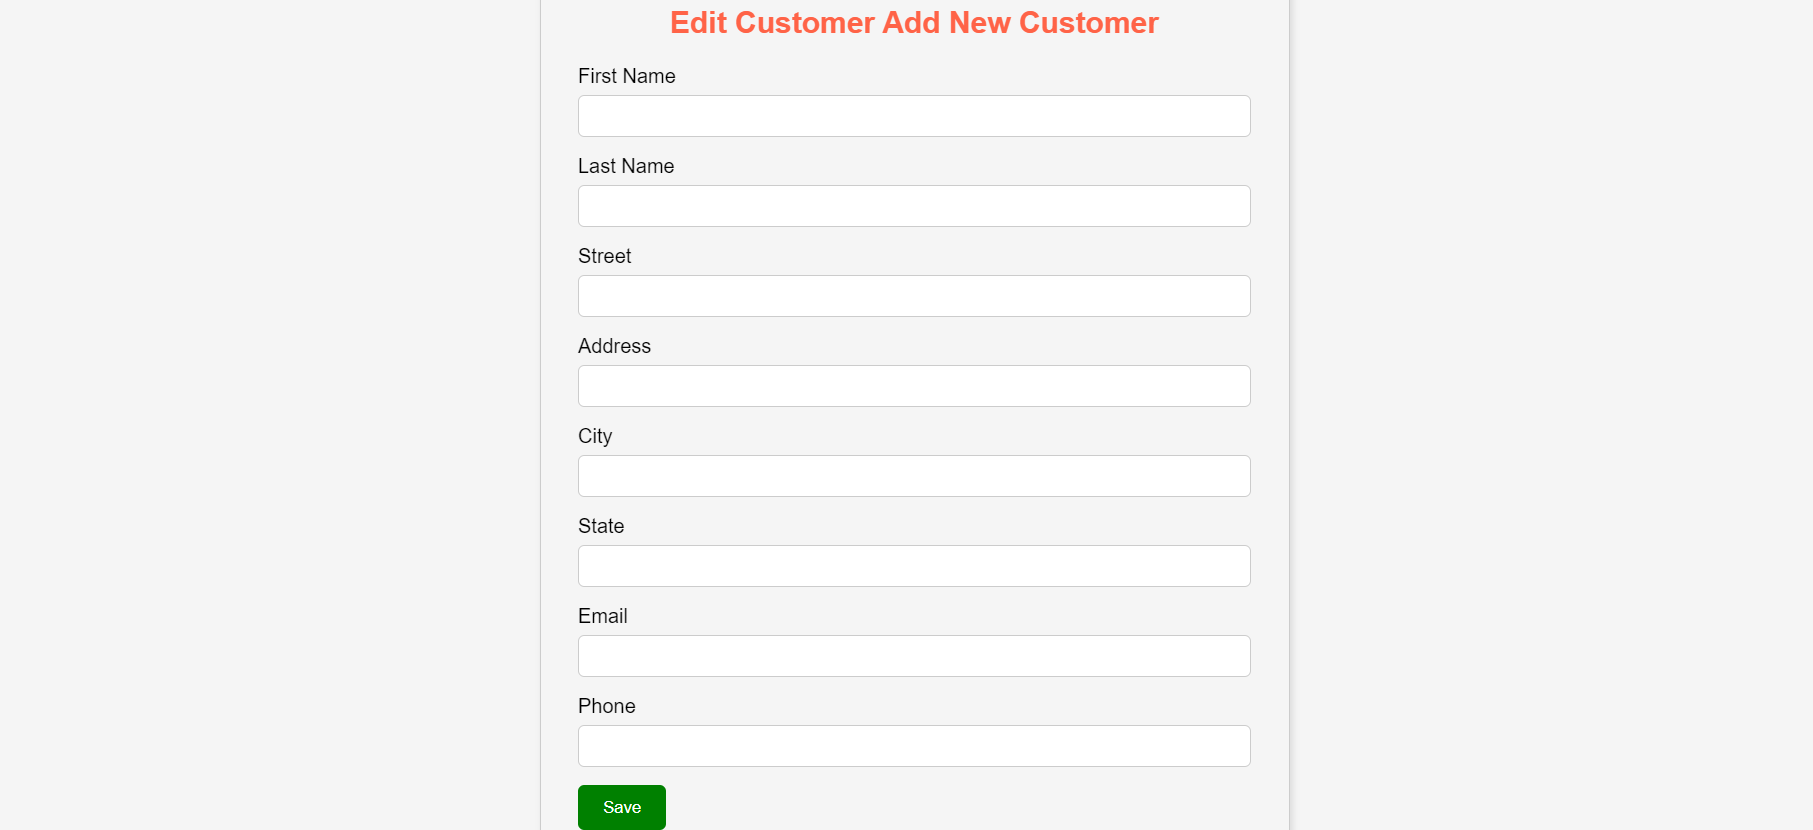 Edit Customer Add New Customer
First Name
Last Name
Street
Address
City
State
Email
Phone
Save